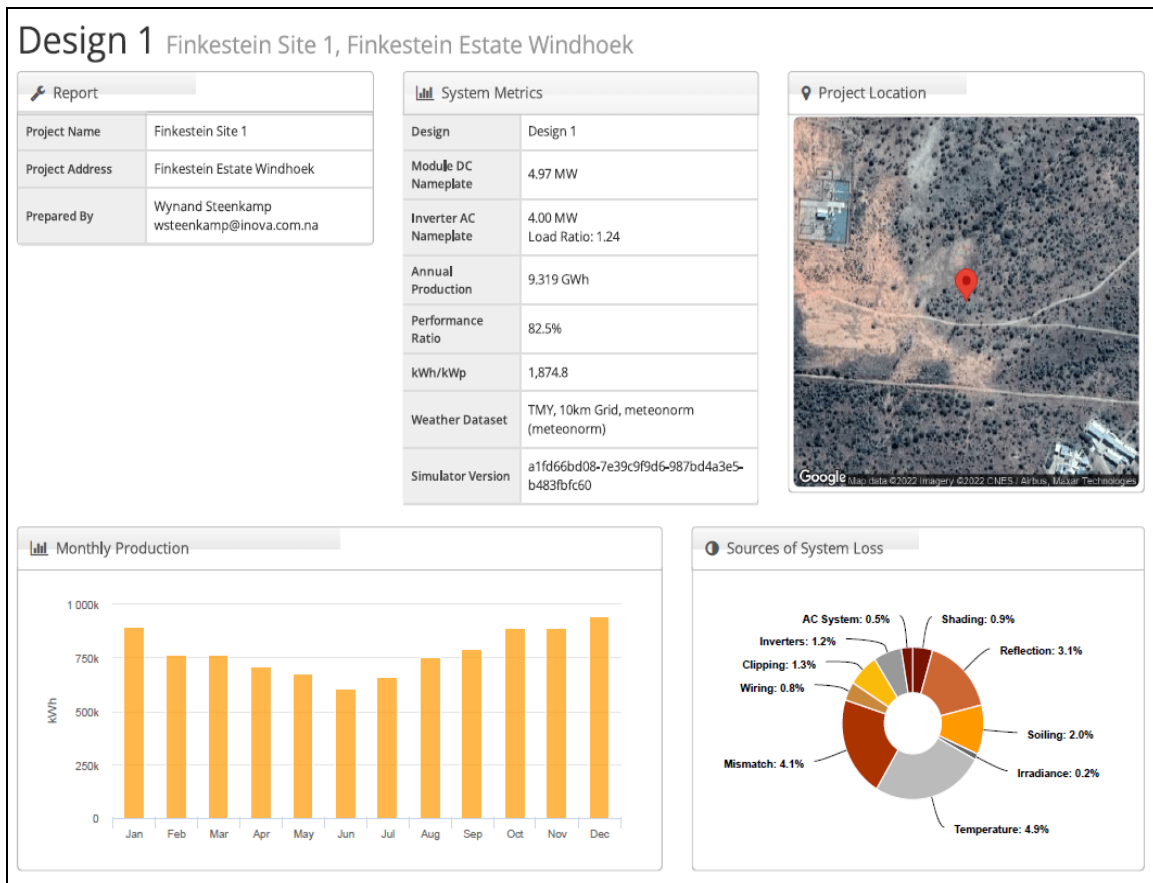 Design 1 Finkestein Site 1, Finkestein Estate Windhoek
Report
Project Name Finkestein Site 1
Project Address Finkestein Estate Windhoek
Prepared By Wynand Steenkamp
wsteenkamp@inova.com.na
System Metrics
Design Design 1
Module DC
Nameplate
4.97 MW
Inverter AC
Nameplate
4.00 MW
Load Ratio: 1.24
Annual
Production
9.319 GWh
Performance
Ratio
82.5%
kWh/kWp 1,874.8
Weather Dataset
TMY, 10km Grid, meteonorm
(meteonorm)
Simulator Version
a1fd66bd08-7e39c9f9d6-987bd4a3e5-
b483fbfc60
Project Location
Google Map data ©2022 Imagery ©2022 CNES / Airbus, Maxar Technologies
Monthly Production
kWh
1 000k
750k
500k
250k
0
Jan Feb Mar Apr May Jun Jul Aug Sep Oct Nov Dec
Sources of System Loss
AC System: 0.5%
Shading: 0.9%
Inverters: 1.2%
Reflection: 3.1%
Clipping: 1.3%
Wiring: 0.8%
Soiling: 2.0%
Mismatch: 4.1%
Irradiance: 0.2%
Temperature: 4.9%